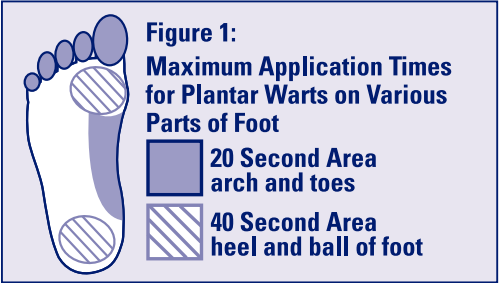 Figure 1:
Maximum Application Times
for Plantar Warts on Various
Parts of Foot
20 Second Area
arch and toes
40 Second Area
heel and ball of foot